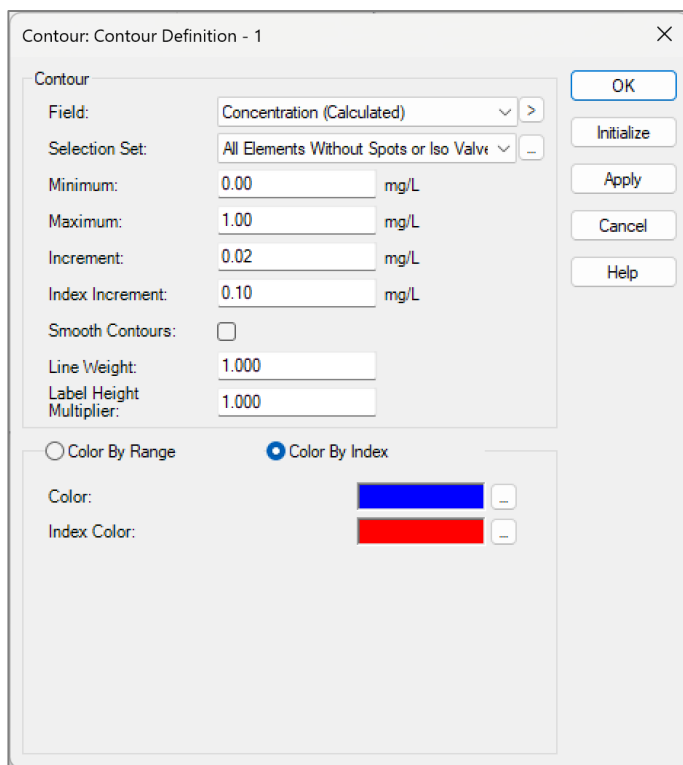 Contour: Contour Definition - 1
Contour
Field: Concentration (Calculated) >
Selection Set: All Elements Without Spots or Iso Valve ...
Minimum: 0.00 mg/L
Maximum: 1.00 mg/L
Increment: 0.02 mg/L
Index Increment: 0.10 mg/L
Smooth Contours:
Line Weight: 1.000
Label Height
Multiplier: 1.000
Color By Range Color By Index
Color: ...
Index Color: ...
OK
Initialize
Apply
Cancel
Help